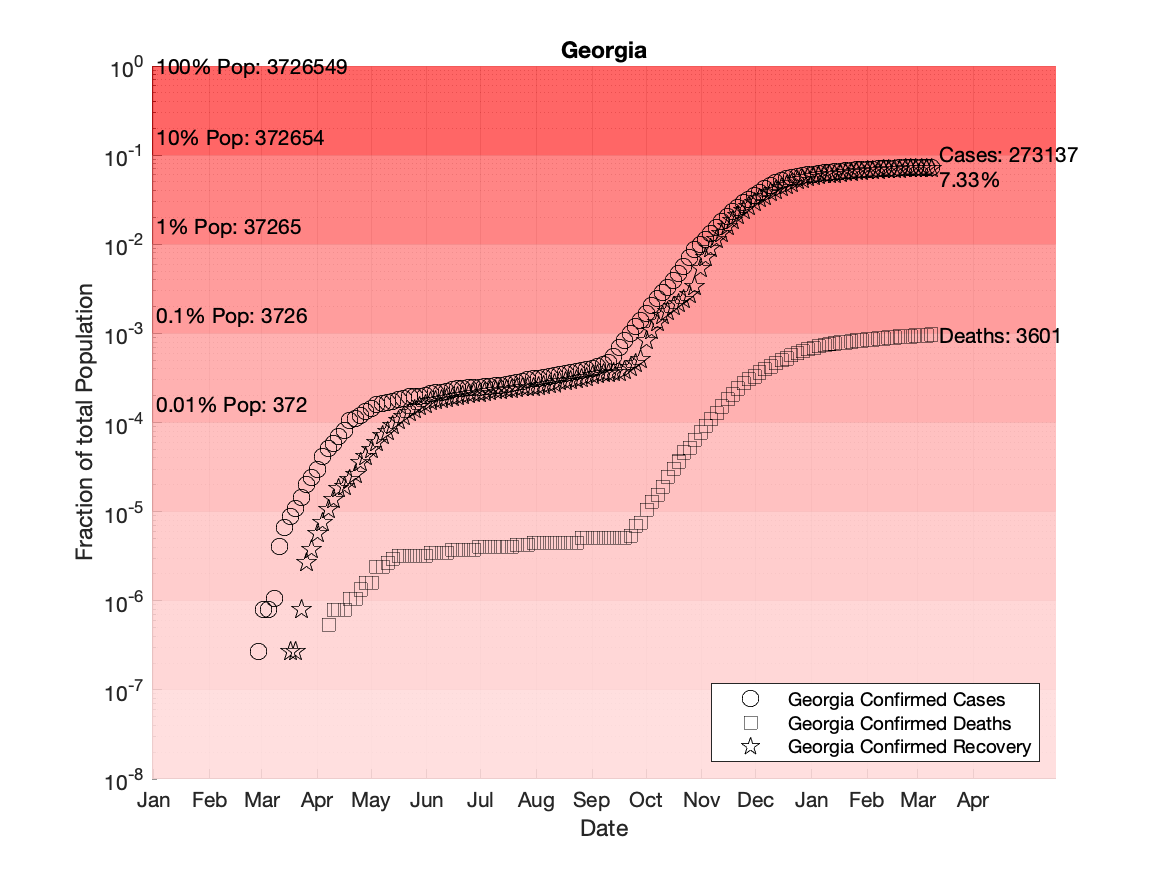 Georgia
10^0
10^-1
10^-2
10^-3
10^-4
10^-5
10^-6
10^-7
10^-8
Fraction of total Population
100% Pop: 3726549
10% Pop: 372654
1% Pop: 37265
0.1% Pop: 3726
0.01% Pop: 372
Cases: 273137
7.33%
Deaths: 3601
Georgia Confirmed Cases
Georgia Confirmed Deaths
Georgia Confirmed Recovery
Jan Feb Mar Apr May Jun Jul Aug Sep Oct Nov Dec Jan Feb Mar Apr
Date